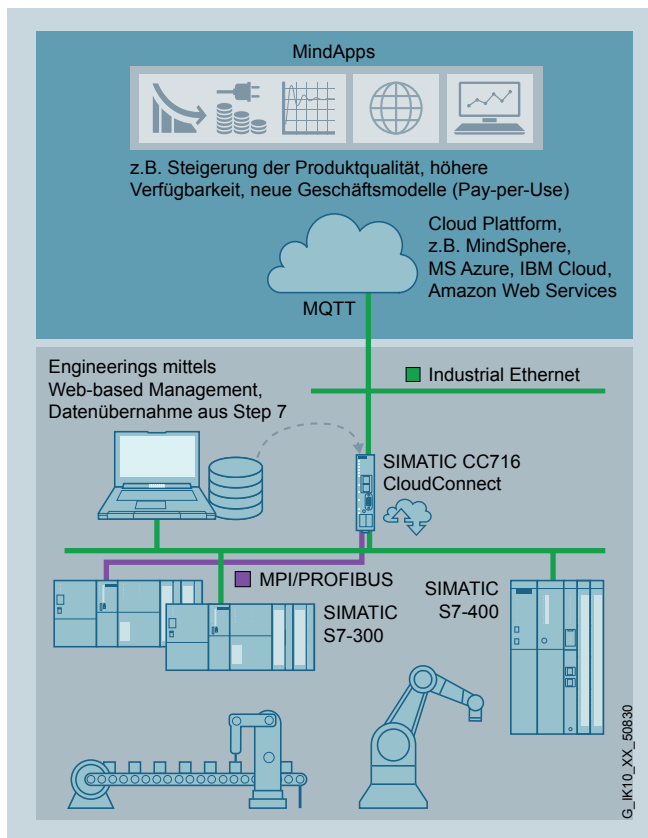 MindApps
z.B. Steigerung der Produktqualität, höhere
Verfügbarkeit, neue Geschäftsmodelle (Pay-per-Use)
Cloud Plattform,
z.B. MindSphere,
MS Azure, IBM Cloud,
Amazon Web Services
MQTT
Engineerings mittels
Web-based Management,
Datenübernahme aus Step 7
Industrial Ethernet
SIMATIC CC716
CloudConnect
MPI/PROFIBUS
SIMATIC
S7-300
SIMATIC
S7-400
G_IK10_XX_50830